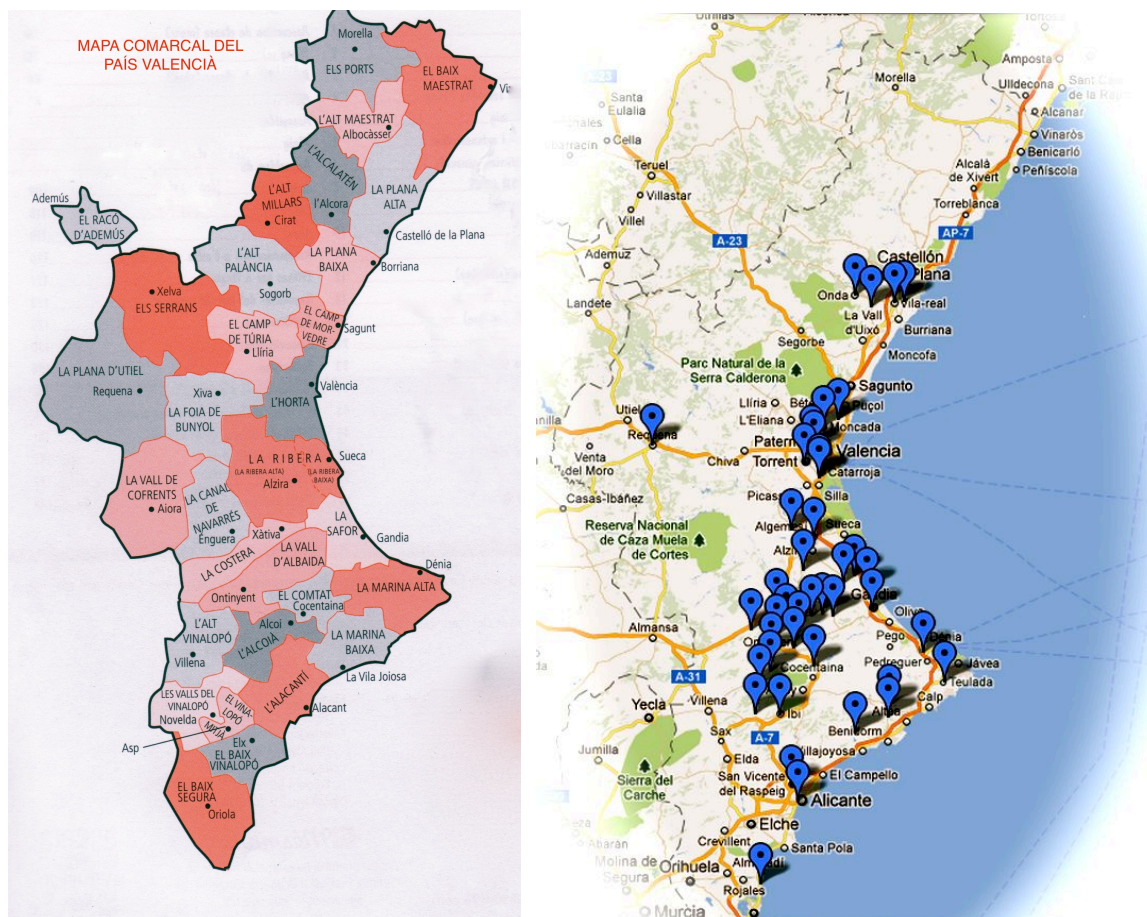 MAPA COMARCAL DEL
PAÍS VALENCIÀ
Morella
ELS PORTS
EL BAIX
MAESTRAT
L'ALT MAESTRAT
Albocàsser
L'ALCALATÉN
l'Alcora
LA PLANA
ALTA
L'ALT
MILLARS
Cirat
Castelló de la Plana
Ademús
EL RACÓ
D'ADEMÚS
L'ALT
PALÀNCIA
Sogorb
LA PLANA
BAIXA
Borriana
Xelva
ELS SERRANS
EL CAMP
DE TÚRIA
Llíria
EL CAMP
DE MOR-
VEDRE
Sagunt
LA PLANA D'UTIEL
Requena
Xiva
LA FOIA DE
BUNYOL
L'HORTA
València
LA RIBERA
(LA RIBERA ALTA)
(LA RIBERA
BAIXA)
Alzira
Sueca
LA VALL DE
COFRENTS
Aiora
LA CANAL
DE
NAVARRÉS
Enguera
Xàtiva
LA
SAFOR
Gandia
LA COSTERA
LA VALL
D'ALBAIDA
Ontinyent
Dénia
LA MARINA ALTA
EL COMTAT
Cocentaina
L'ALT
VINALOPÓ
Villena
Alcoi
L'ALCOIÀ
LA MARINA
BAIXA
La Vila Joiosa
LES VALLS DEL
VINALOPÓ
Novelda
EL VINA-
LOPÓ
MITJÀ
Asp
L'ALACANTÍ
Alacant
Elx
EL BAIX
VINALOPÓ
EL BAIX
SEGURA
Oriola
Utrillas
Morella
Amposta
Ulldecona
Alcanar
Vinaròs
Benicarló
Peñíscola
A-23
Santa
Eulalia
Cella
Teruel
Villastar
Villel
Alcalà
de Xivert
Torreblanca
A-23
AP-7
Ademuz
Landete
Castellón
Plana
Onda
Vila-real
La Vall
d'Uixó
Burriana
Moncofa
Segorbe
Parc Natural de la
Serra Calderona
Sagunto
Llíria
Puçol
L'Eliana
Moncada
Utiel
Requena
Venta
del Moro
Chiva
Torrent
Valencia
Catarroja
Casas-Ibáñez
Silla
Reserva Nacional
de Caza Muela
de Cortes
Sueca
Almansa
Gandia
Oliva
Pego
Dénia
Pedreguer
Jávea
Teulada
Cocentaina
A-31
Yecla
Villena
Ibi
Calp
Benidorm
Villajoyosa
A-7
Sax
Elda
Jumilla
Sierra del
Carche
San Vicente
del Raspeig
El Campello
Alicante
Elche
Crevillent
Santa Pola
Abarán
Molina de
Segura
Orihuela
Rojales
Murcia